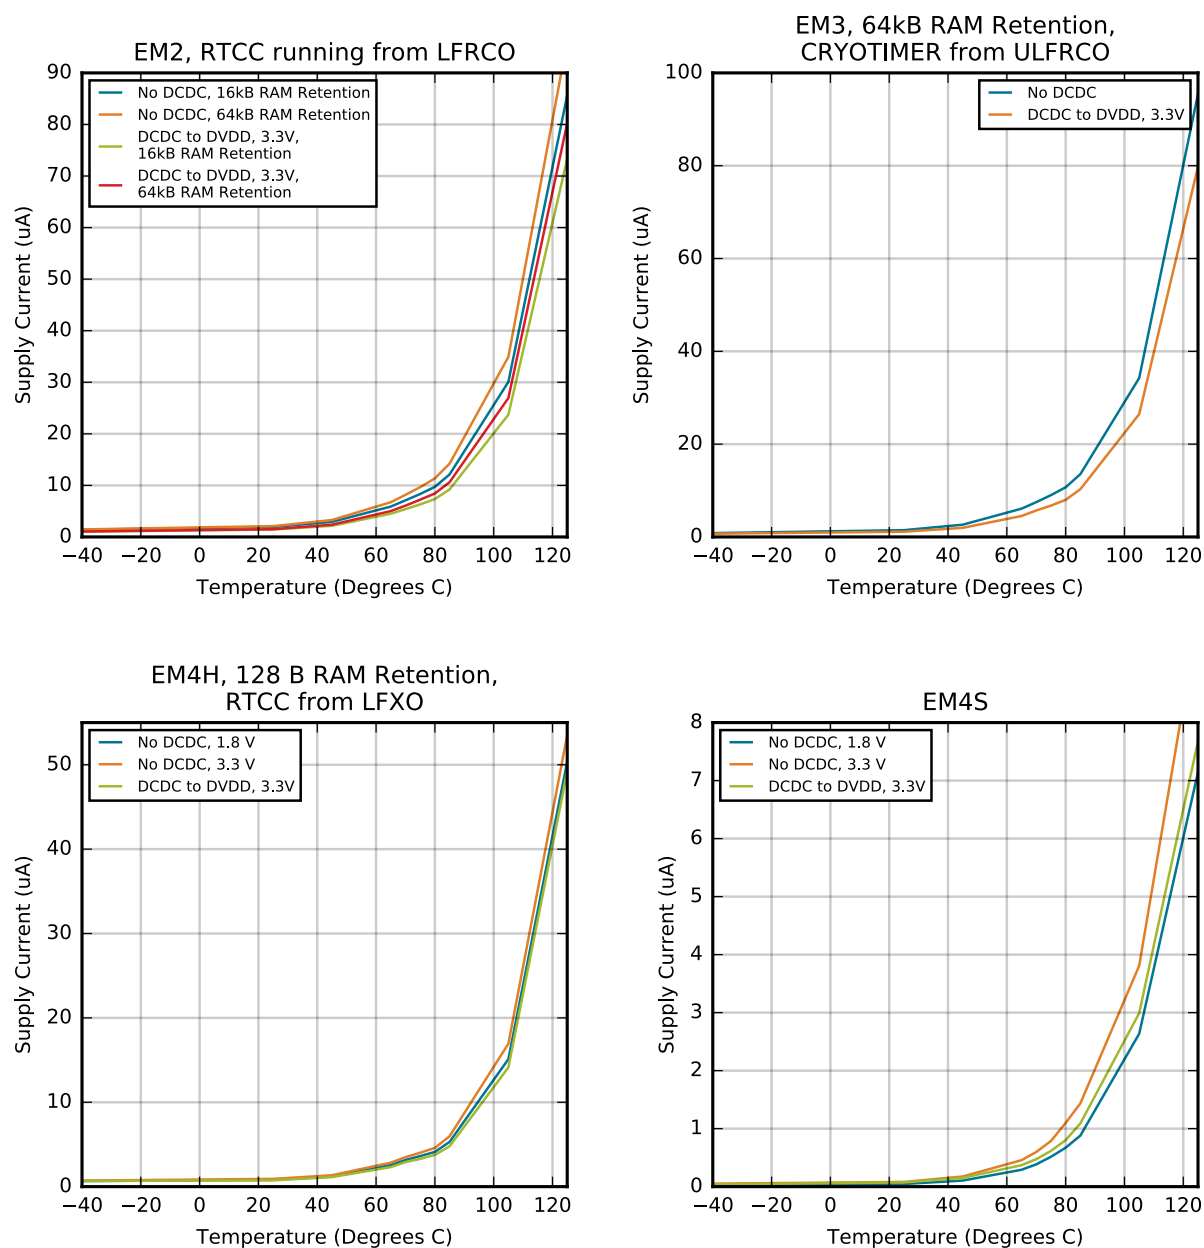 EM2, RTCC running from LFRCO
90
80
70
60
50
40
30
20
10
0
Supply Current (uA)
No DCDC, 16kB RAM Retention
No DCDC, 64kB RAM Retention
DCDC to DVDD, 3.3V,
16kB RAM Retention
DCDC to DVDD, 3.3V,
64kB RAM Retention
−40 −20 0 20 40 60 80 100 120
Temperature (Degrees C)
EM3, 64kB RAM Retention,
CRYOTIMER from ULFRCO
100
80
60
40
20
0
Supply Current (uA)
No DCDC
DCDC to DVDD, 3.3V
−40 −20 0 20 40 60 80 100 120
Temperature (Degrees C)
EM4H, 128 B RAM Retention,
RTCC from LFXO
50
40
30
20
10
0
Supply Current (uA)
No DCDC, 1.8 V
No DCDC, 3.3 V
DCDC to DVDD, 3.3V
−40 −20 0 20 40 60 80 100 120
Temperature (Degrees C)
EM4S
8
7
6
5
4
3
2
1
0
Supply Current (uA)
No DCDC, 1.8 V
No DCDC, 3.3 V
DCDC to DVDD, 3.3V
−40 −20 0 20 40 60 80 100 120
Temperature (Degrees C)